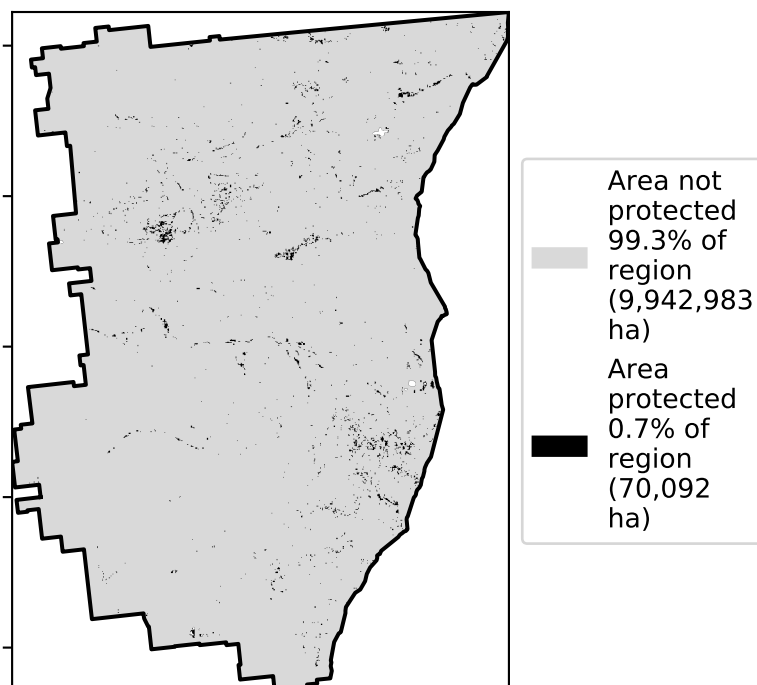 Area not
protected
99.3% of
region
(9,942,983
ha)
Area
protected
0.7% of
region
(70,092
ha)